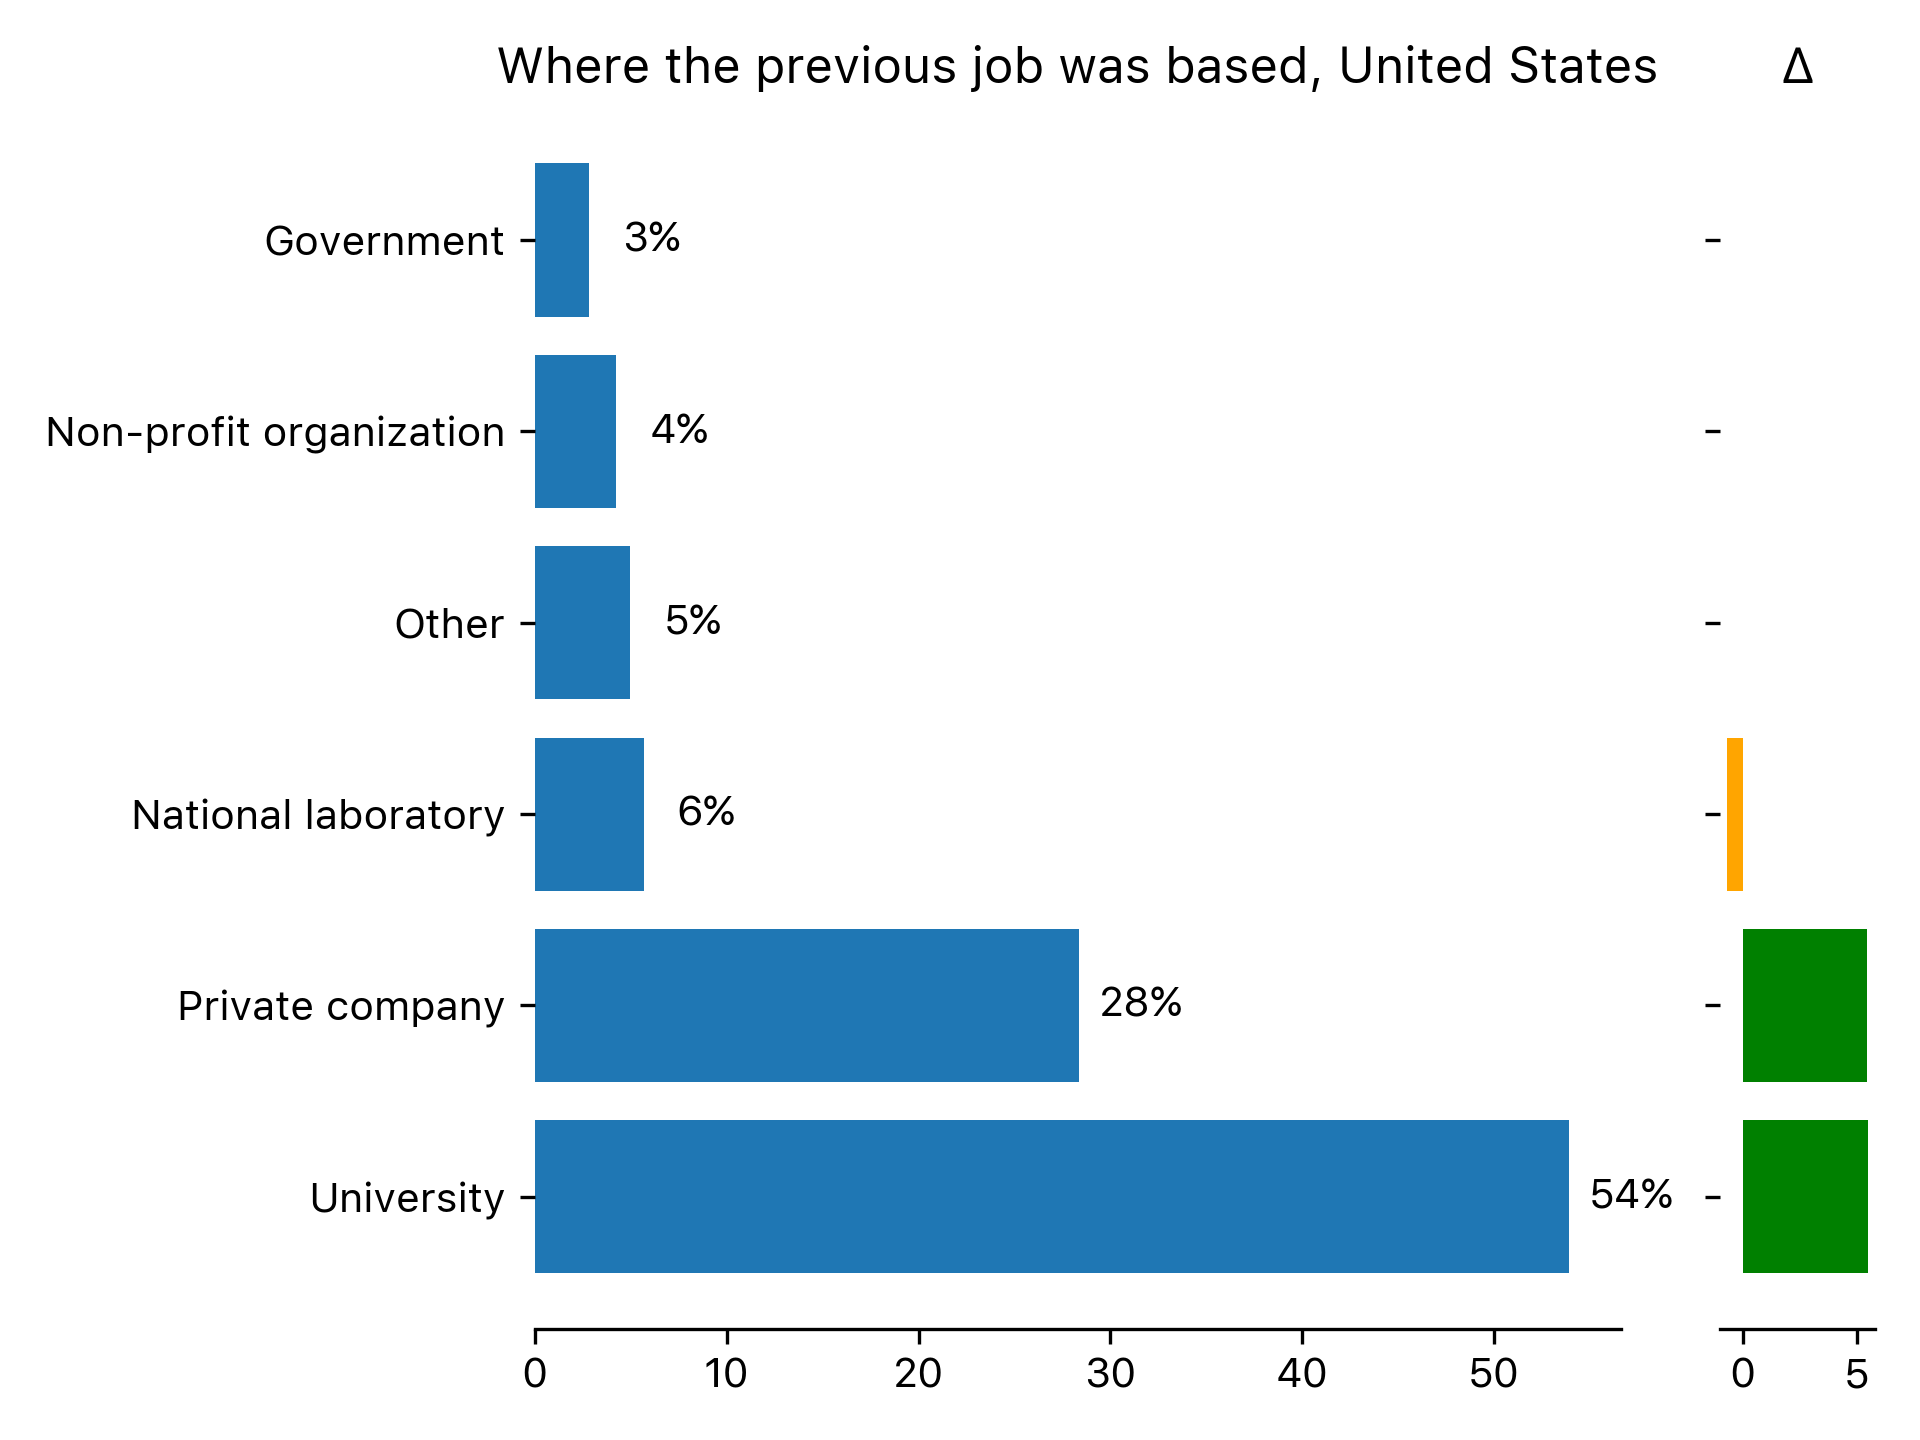 Where the previous job was based, United States
Δ
Government
3%
Non-profit organization
4%
Other
5%
National laboratory
6%
Private company
28%
University
54%
0 10 20 30 40 50
0 5